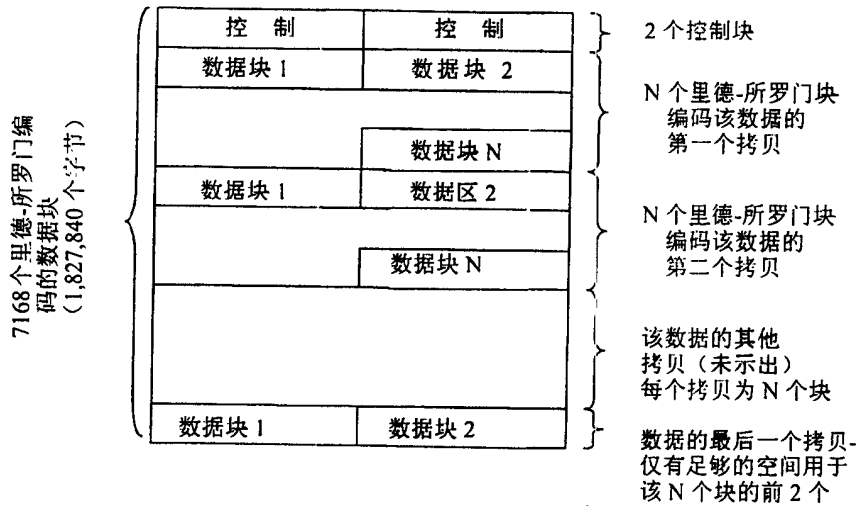 控 制
控 制
2 个控制块
数据块 1
数据块 2
N 个里德-所罗门块
编码该数据的
第一个拷贝
数据块 N
数据块 1
数据区 2
N 个里德-所罗门块
编码该数据的
第二个拷贝
数据块 N
7168 个里德-所罗门编
码的数据块
(1,827,840 个字节)
该数据的其他
拷贝（未示出）
每个拷贝为 N 个块
数据块 1
数据块 2
数据的最后一个拷贝-
仅有足够的空间用于
该 N 个块的前 2 个